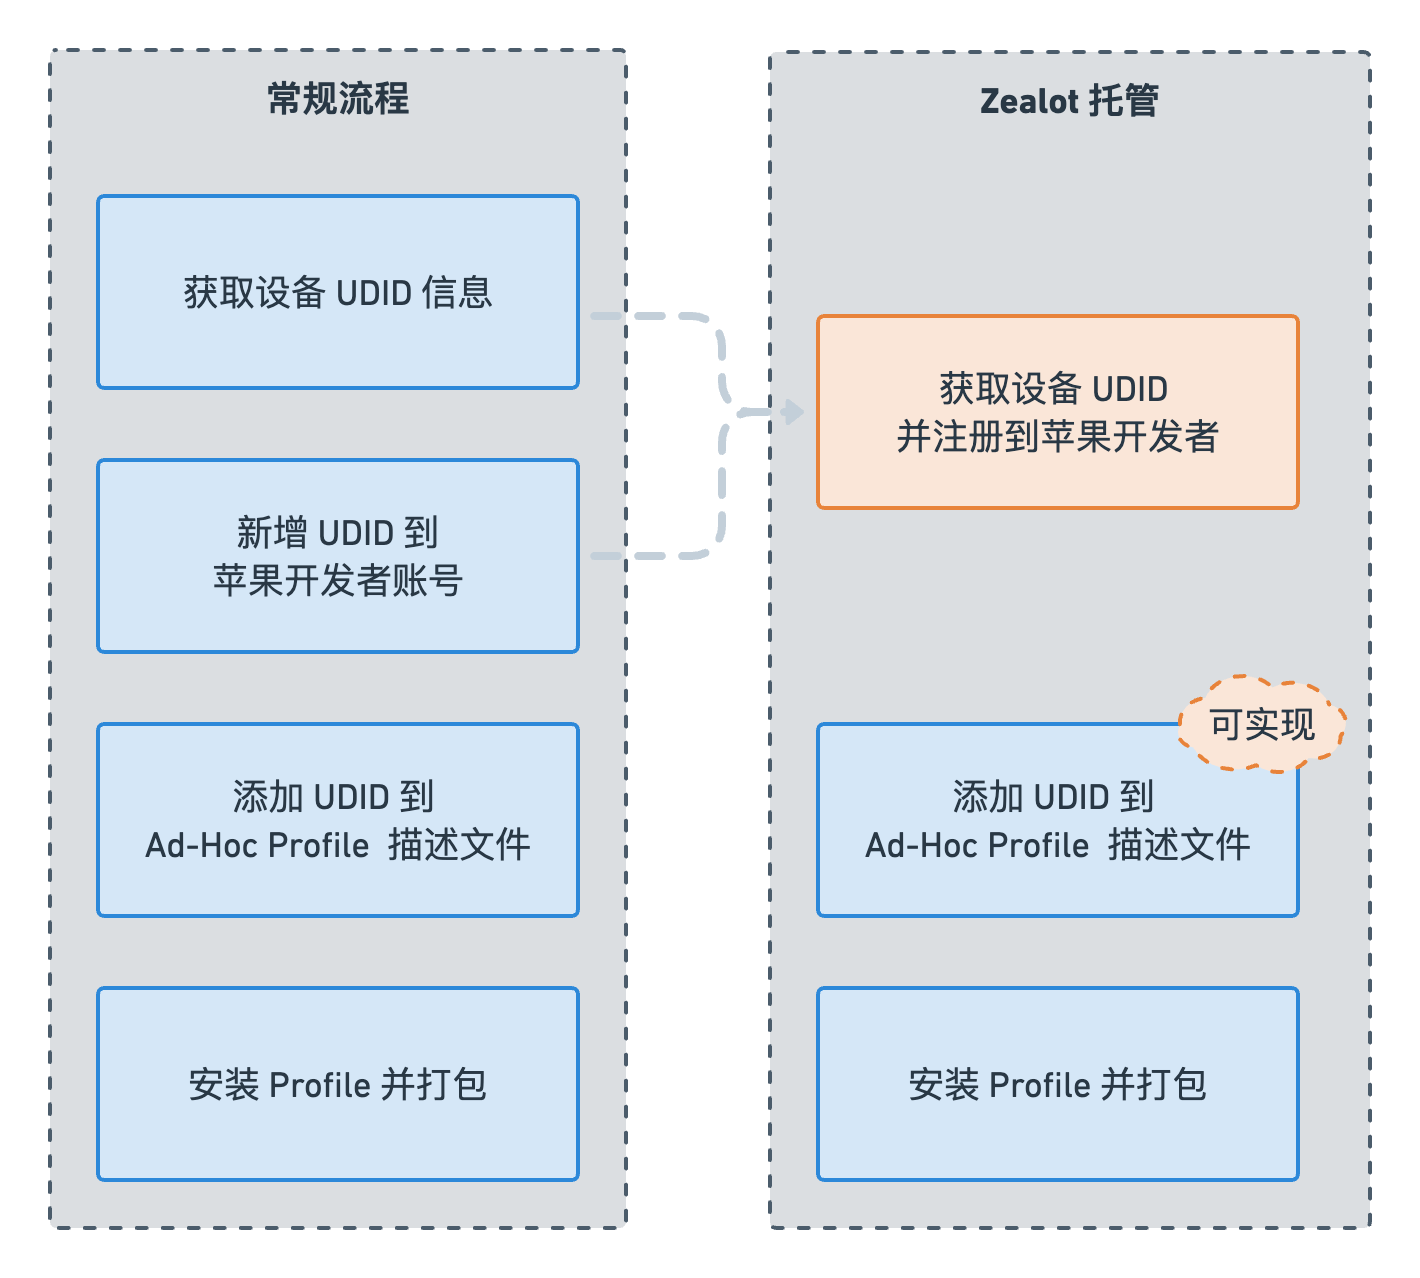 常规流程
获取设备 UDID 信息
新增 UDID 到
苹果开发者账号
添加 UDID 到
Ad-Hoc Profile 描述文件
安装 Profile 并打包
Zealot 托管
获取设备 UDID
并注册到苹果开发者
可实现
添加 UDID 到
Ad-Hoc Profile 描述文件
安装 Profile 并打包